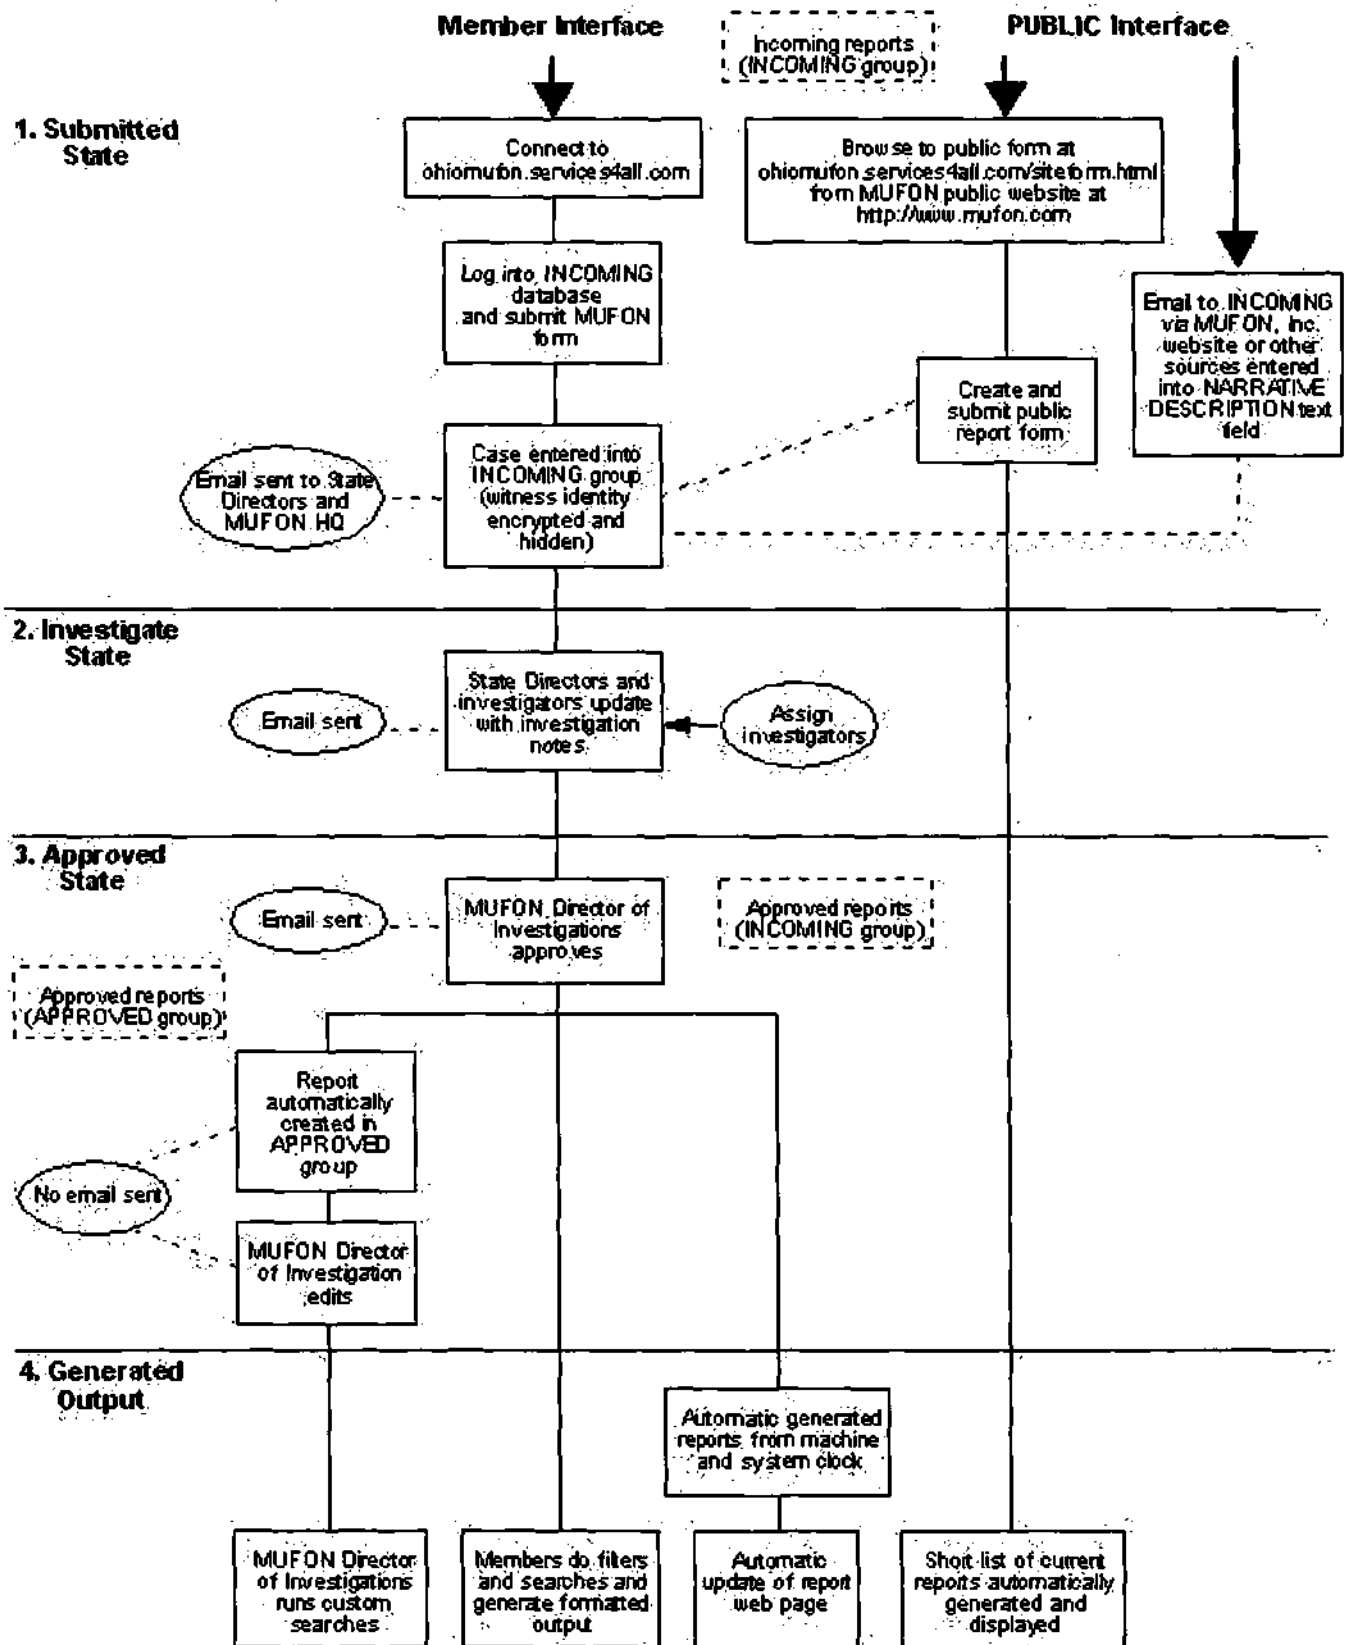 Member Interface
Incoming reports
(INCOMING group)
PUBLIC Interface
1. Submitted
State
Connect to
ohiomufon.services4all.com
Browse to public form at
ohiomufon.services4all.com/siteform.html
from MUFON public website at
http://www.mufon.com
Log into INCOMING
database
and submit MUFON
form
Email to INCOMING
via MUFON, Inc.
website or other
sources entered
into NARRATIVE
DESCRIPTION text
field
Create and
submit public
report form
Case entered into
INCOMING group
(witness identity
encrypted and
hidden)
Email sent to State
Directors and
MUFON HQ
2. Investigate
State
State Directors and
investigators update
with investigation
notes
Email sent
Assign
investigators
3. Approved
State
Email sent
MUFON Director of
Investigations
approves
Approved reports
(INCOMING group)
Approved reports
(APPROVED group)
Report
automatically
created in
APPROVED
group
No email sent
MUFON Director
of Investigation
edits
4. Generated
Output
Automatic generated
reports from machine
and system clock
MUFON Director
of Investigations
runs custom
searches
Members do filters
and searches and
generate formatted
output
Automatic
update of report
web page
Short list of current
reports automatically
generated and
displayed